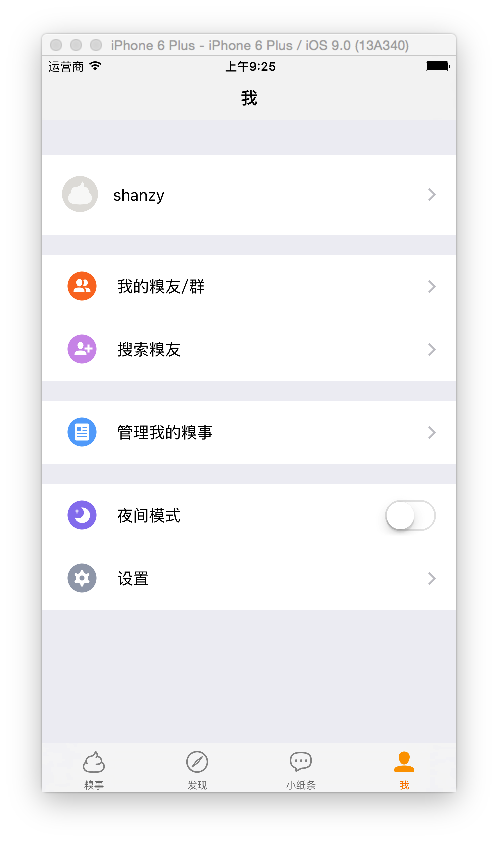 iPhone 6 Plus - iPhone 6 Plus / iOS 9.0 (13A340)
运营商 上午9:25
我
shanzy
我的糗友/群
搜索糗友
管理我的糗事
夜间模式
设置
糗事 发现 小纸条 我